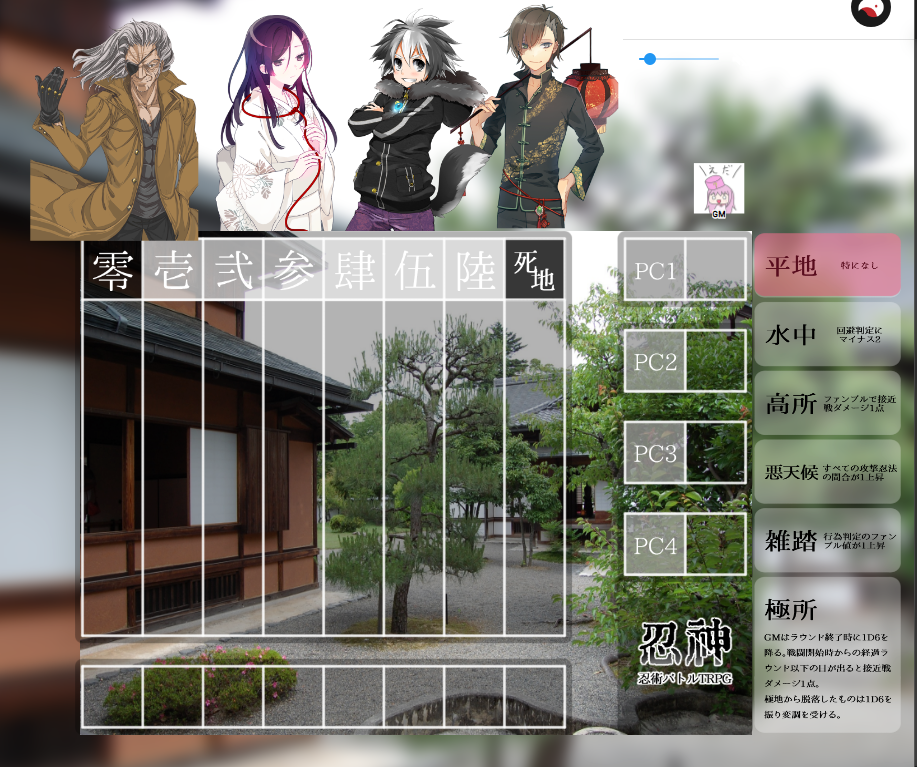 \えだ/
GM
零
壱
弐
参
肆
伍
陸
死地
PC1
PC2
PC3
PC4
忍神
忍術バトルTRPG
平地
特になし
水中
回避判定に
マイナス2
高所
ファンブルで接近
戦ダメージ1点
悪天候
すべての攻撃忍法
の間合が1上昇
雑踏
行為判定のファン
ブル値が1上昇
極所
GMはラウンド終了時に1D6を
降る。戦闘開始時からの経過ラ
ウンド以下の目が出ると接近戦
ダメージ1点。
極地から脱落したものは1D6を
振り変調を受ける。